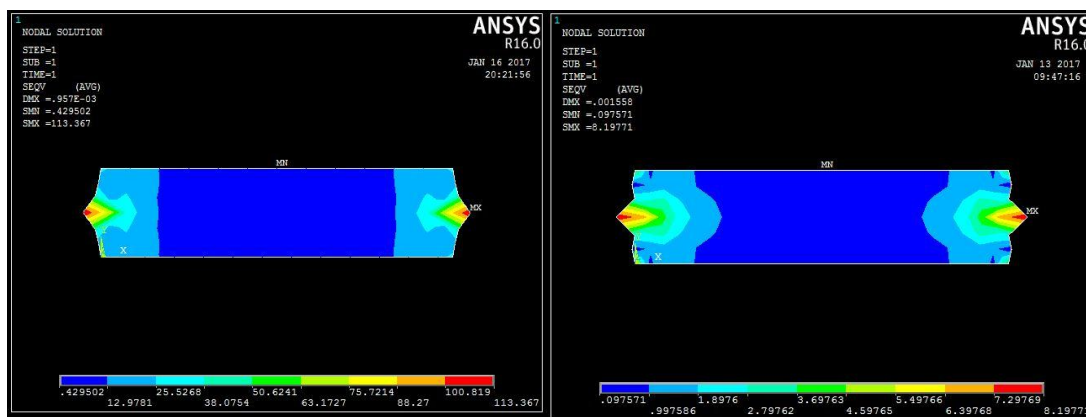 1
NODAL SOLUTION
STEP=1
SUB =1
TIME=1
SEQV (AVG)
DMX =.957E-03
SMN =.429502
SMX =113.367
ANSYS
R16.0
JAN 16 2017
20:21:56
MN
MX
X
.429502 25.5268 50.6241 75.7214 100.819
12.9781 38.0754 63.1727 88.27 113.367
1
NODAL SOLUTION
STEP=1
SUB =1
TIME=1
SEQV (AVG)
DMX =.001558
SMN =.097571
SMX =8.19771
ANSYS
R16.0
JAN 13 2017
09:47:16
MN
MX
X
.097571 1.8976 3.69763 5.49766 7.29769
.997586 2.79762 4.59765 6.39768